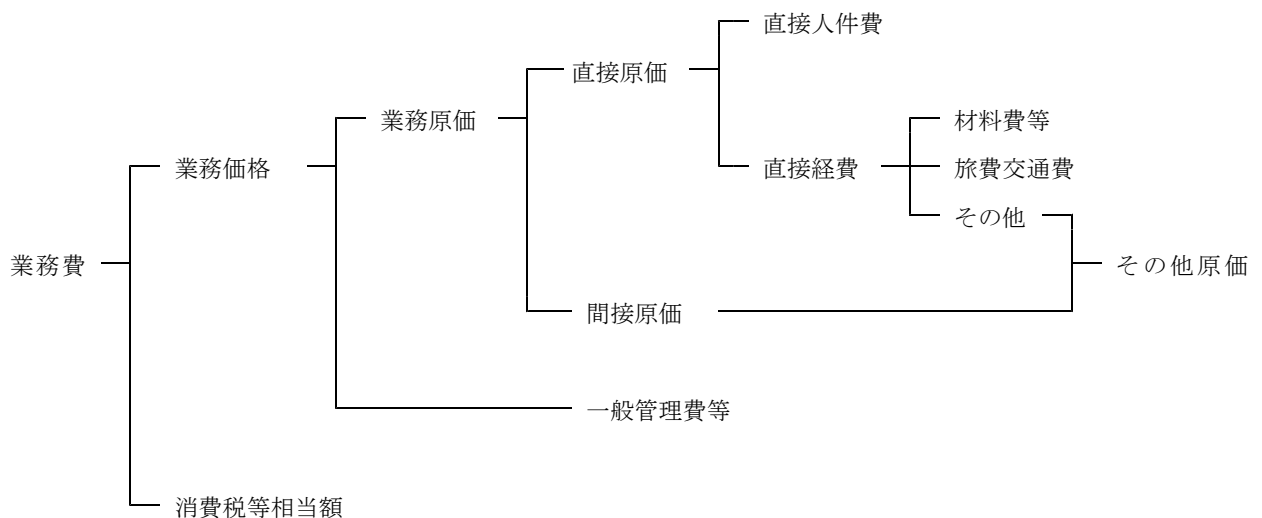 直接人件費
直接原価
業務原価
材料費等
業務価格
直接経費
旅費交通費
その他
業務費
その他原価
間接原価
一般管理費等
消費税等相当額